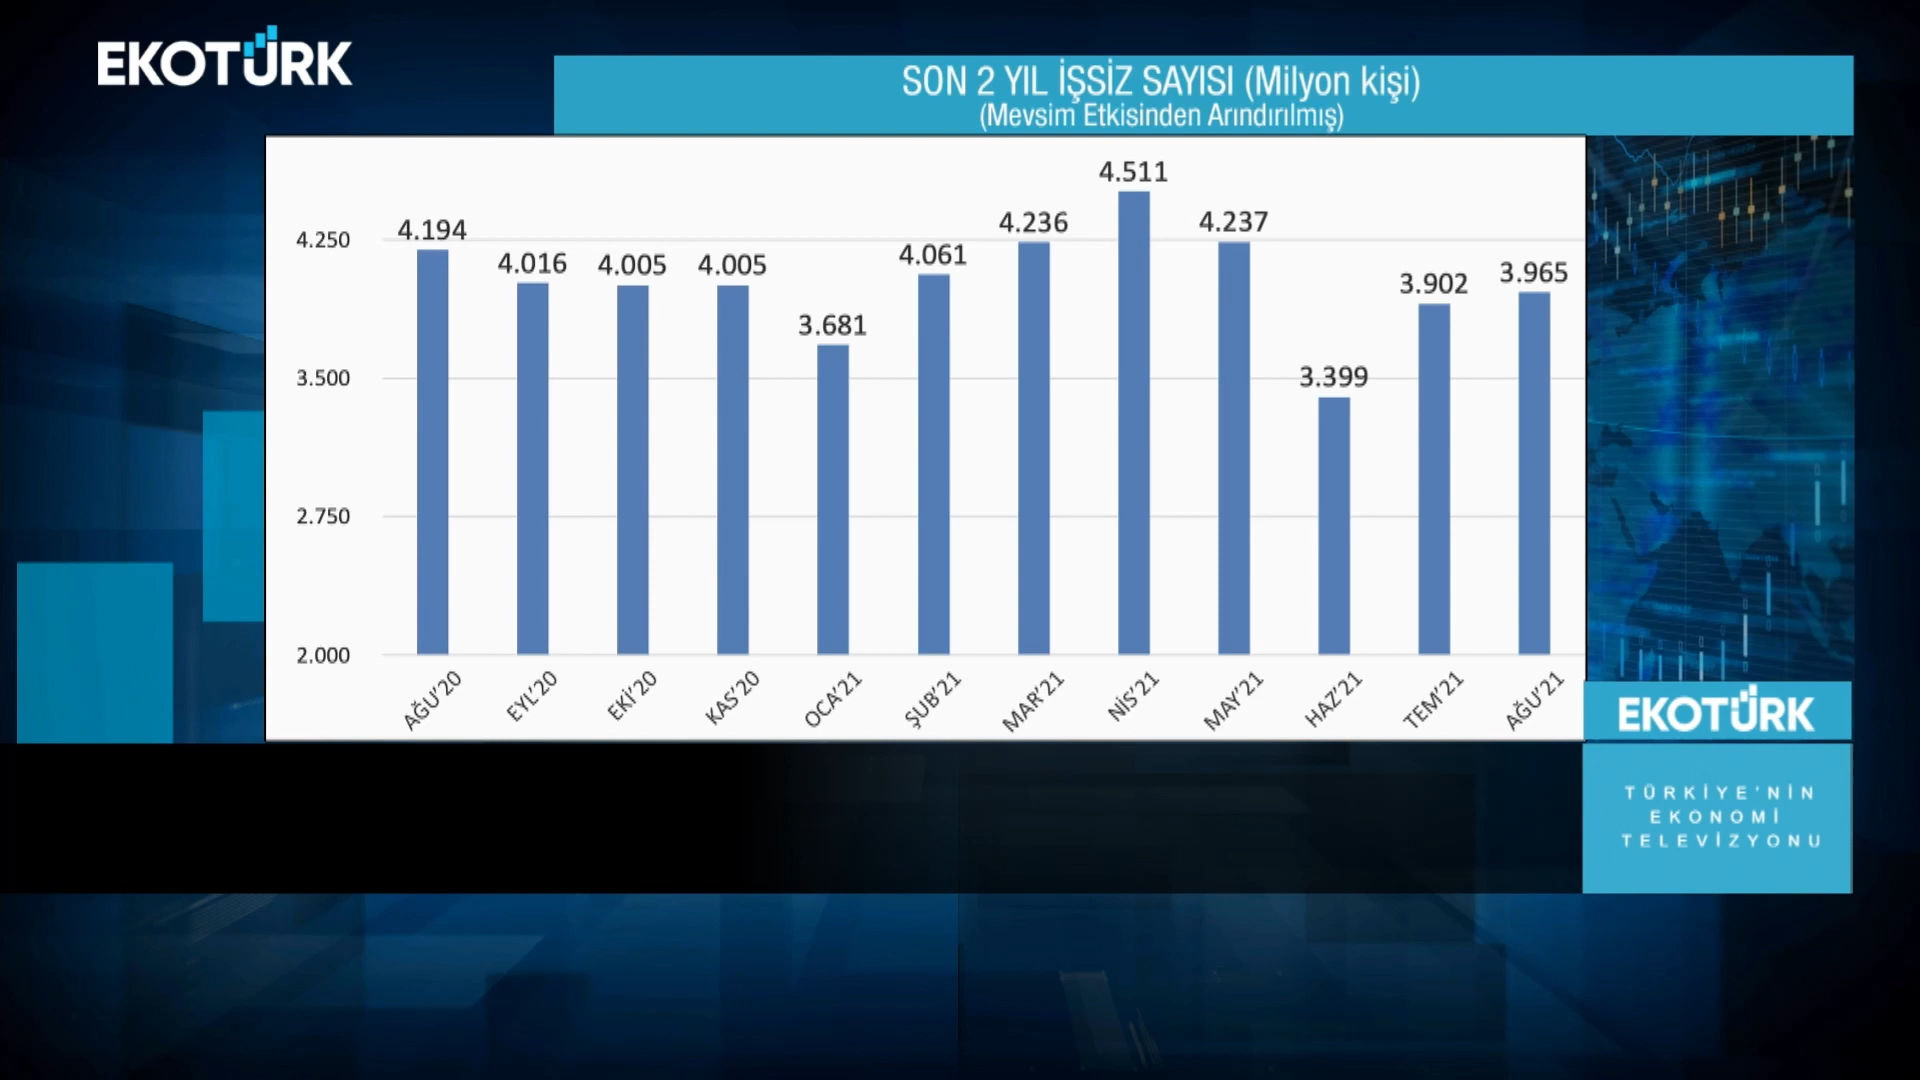 EKOTÜRK
SON 2 YIL İŞSİZ SAYISI (Milyon kişi)
(Mevsim Etkisinden Arındırılmış)
4.250
3.500
2.750
2.000
4.194
4.016
4.005
4.005
3.681
4.061
4.236
4.511
4.237
3.399
3.902
3.965
AĞU'20
EYL'20
EKİ'20
KAS'20
OCA'21
ŞUB'21
MAR'21
NİS'21
MAY'21
HAZ'21
TEM'21
AĞU'21
EKOTÜRK
TÜRKİYE'NİN
EKONOMİ
TELEVİZYONU